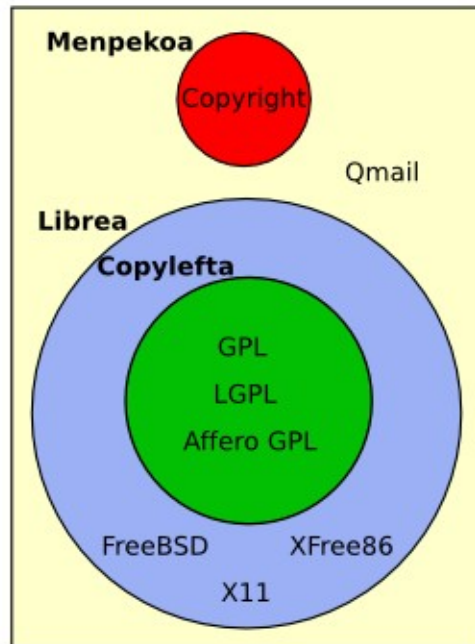 Menpekoa
Copyright
Qmail
Librea
Copylefta
GPL
LGPL
Affero GPL
FreeBSD XFree86
X11